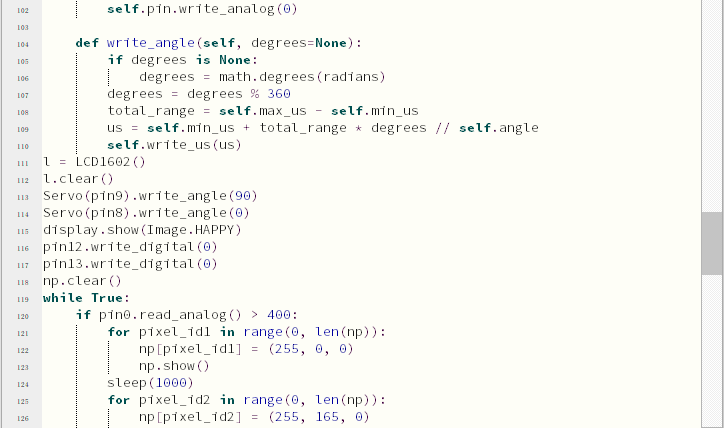 102 self.pin.write_analog(0)
103
104 def write_angle(self, degrees=None):
105 if degrees is None:
106 degrees = math.degrees(radians)
107 degrees = degrees % 360
108 total_range = self.max_us - self.min_us
109 us = self.min_us + total_range * degrees // self.angle
110 self.write_us(us)
111 l = LCD1602()
112 l.clear()
113 Servo(pin9).write_angle(90)
114 Servo(pin8).write_angle(0)
115 display.show(Image.HAPPY)
116 pin12.write_digital(0)
117 pin13.write_digital(0)
118 np.clear()
119 while True:
120 if pin0.read_analog() > 400:
121 for pixel_id1 in range(0, len(np)):
122 np[pixel_id1] = (255, 0, 0)
123 np.show()
124 sleep(1000)
125 for pixel_id2 in range(0, len(np)):
126 np[pixel_id2] = (255, 165, 0)